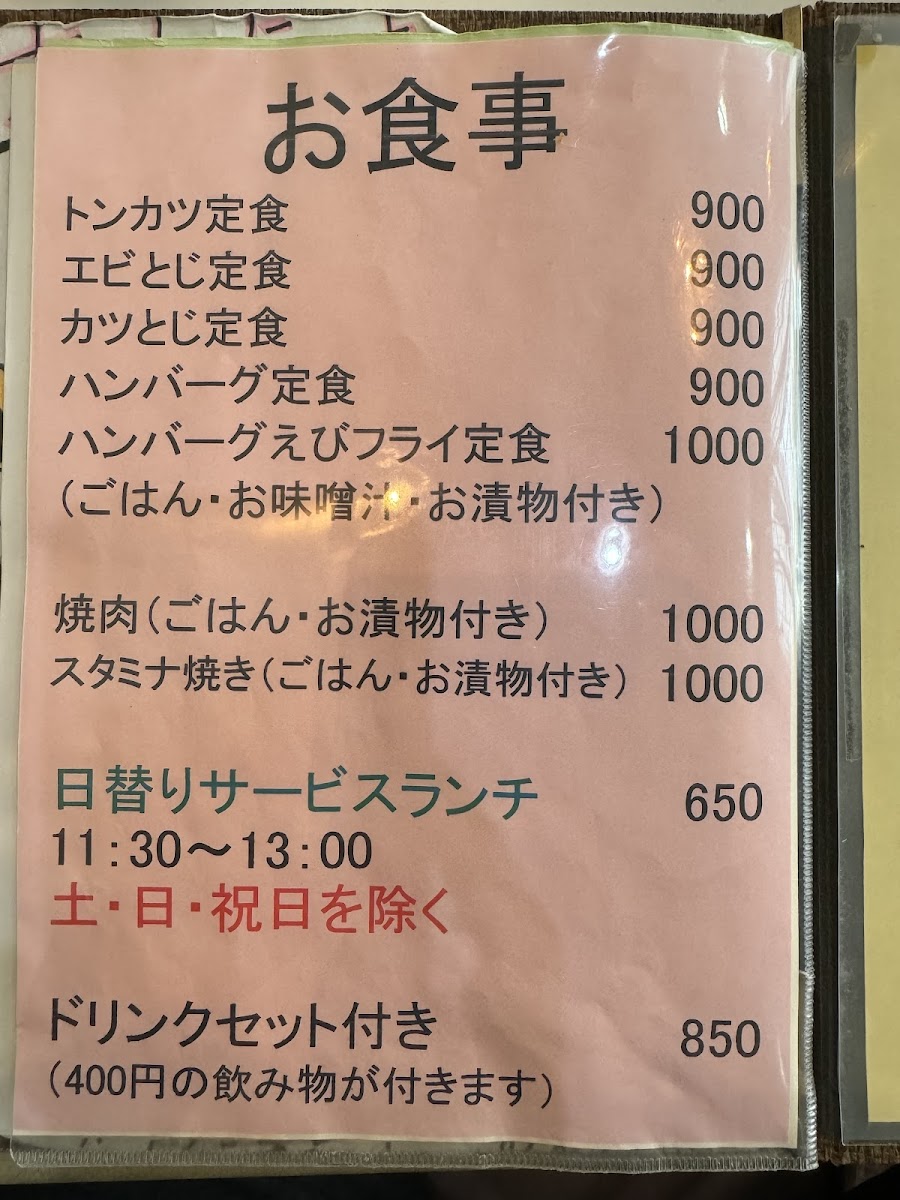 お食事
トンカツ定食 900
エビとじ定食 900
カツとじ定食 900
ハンバーグ定食 900
ハンバーグえびフライ定食 1000
(ごはん・お味噌汁・お漬物付き)
焼肉(ごはん・お漬物付き) 1000
スタミナ焼き(ごはん・お漬物付き) 1000
日替りサービスランチ 650
11:30〜13:00
土・日・祝日を除く
ドリンクセット付き 850
(400円の飲み物が付きます)